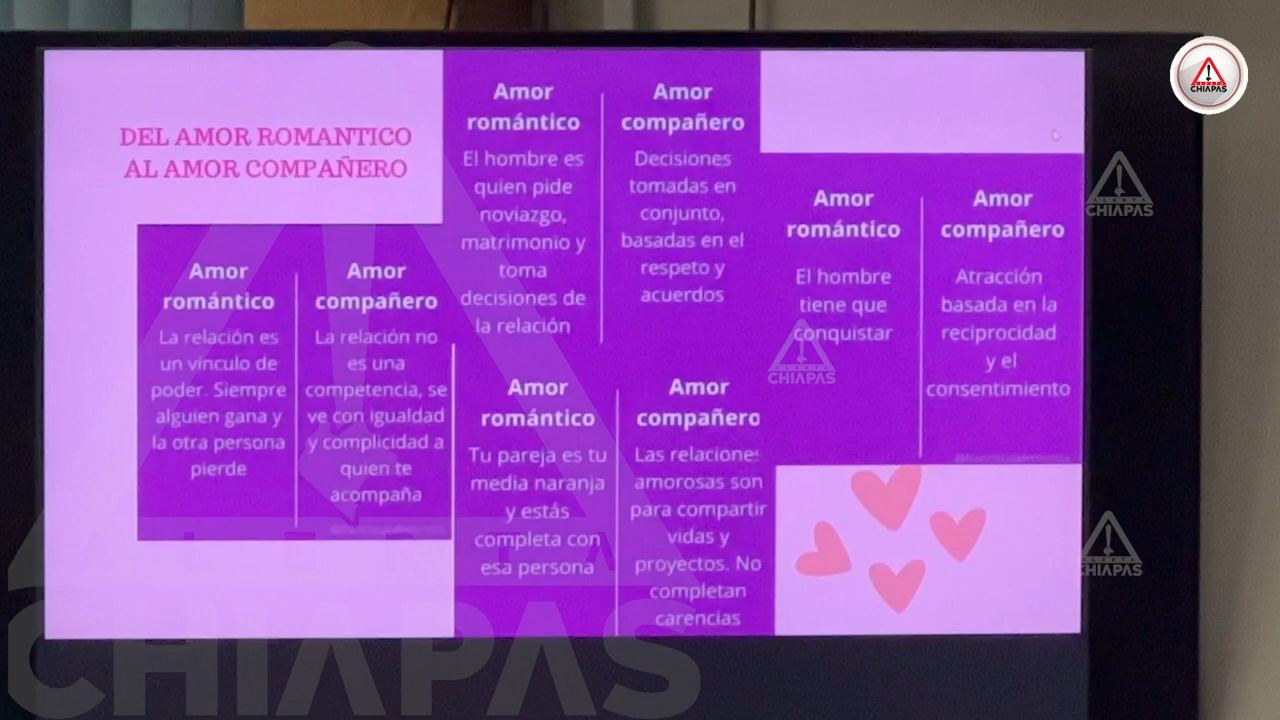 DEL AMOR ROMANTICO
AL AMOR COMPAÑERO
Amor
romántico
La relación es
un vínculo de
poder. Siempre
alguien gana y
la otra persona
pierde
Amor
compañero
La relación no
es una
competencia, se
ve con igualdad
y complicidad a
quien te
acompaña
Amor
romántico
El hombre es
quien pide
noviazgo,
matrimonio y
toma
decisiones de
la relación
Amor
compañero
Decisiones
tomadas en
conjunto,
basadas en el
respeto y
acuerdos
Amor
romántico
Tu pareja es tu
media naranja
y estás
completa con
esa persona
Amor
compañero
Las relaciones
amorosas son
para compartir
vidas y
proyectos. No
completan
carencias
Amor
romántico
El hombre
tiene que
conquistar
Amor
compañero
Atracción
basada en la
reciprocidad
y el
consentimiento
ALERTA
CHIAPAS
ALERTA
CHIAPAS
ALERTA
CHIAPAS
ALERTA
CHIAPAS
ALERTA
CHIAPAS